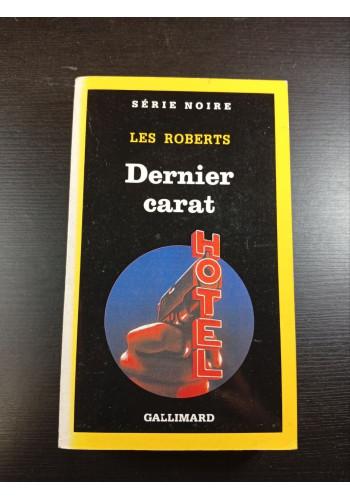 SÉRIE NOIRE
LES ROBERTS
Dernier
carat
HOTEL
GALLIMARD